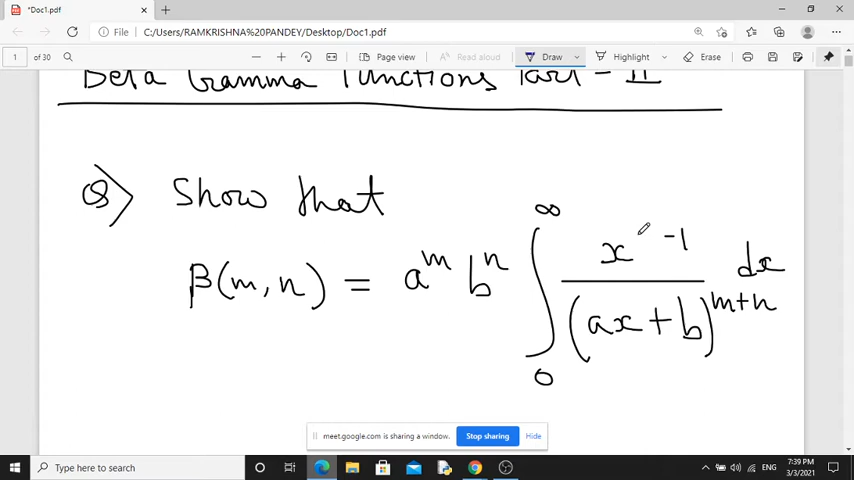 *Doc1.pdf
File C:/Users/RAMKRISHNA%20PANDEY/Desktop/Doc1.pdf
1 of 30 Page view Read aloud Draw Highlight Erase
Beta Gamma Functions Part - II
Q> Show that
β(m, n) = a^m b^n ∫_0^∞ x^{ -1} / (ax + b)^{m+n} dx
meet.google.com is sharing a window. Stop sharing Hide
Type here to search
ENG 7:39 PM
3/3/2021